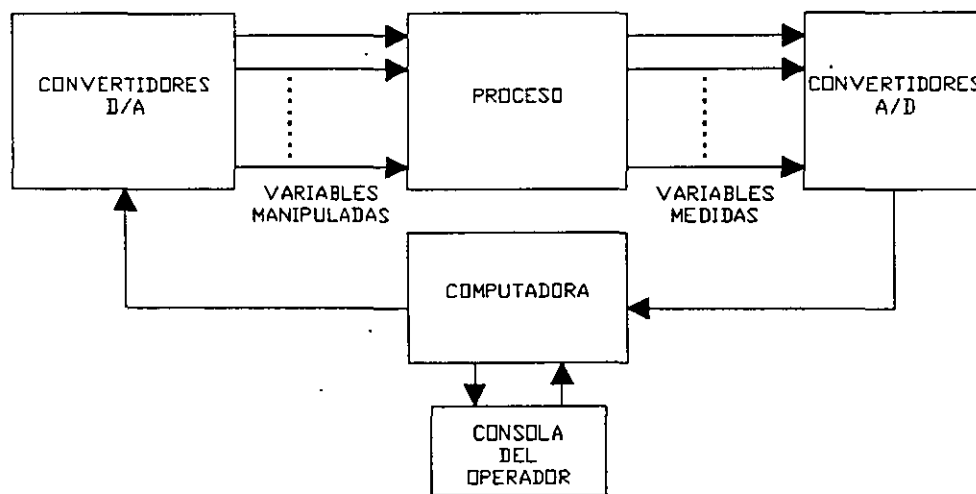 CONVERTIDORES
D/A
PROCESO
CONVERTIDORES
A/D
VARIABLES
MANIPULADAS
VARIABLES
MEDIDAS
COMPUTADORA
CONSOLA
DEL
OPERADOR